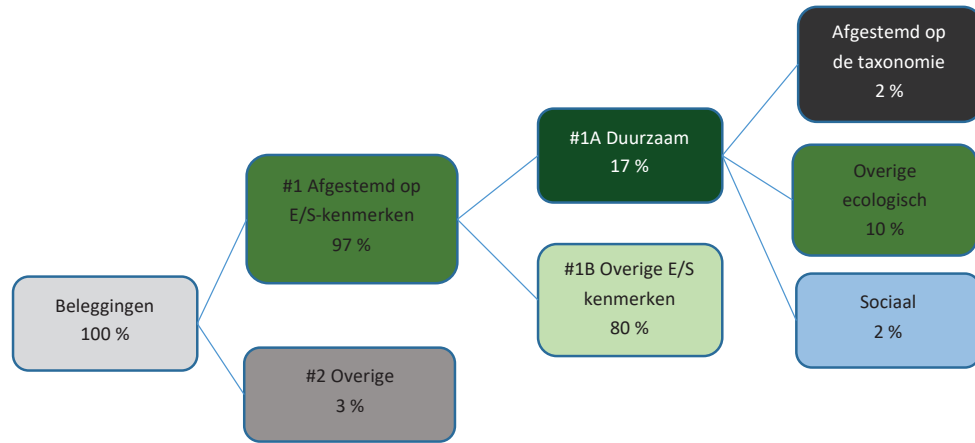 Beleggingen
100 %
#1 Afgestemd op
E/S-kenmerken
97 %
#2 Overige
3 %
#1A Duurzaam
17 %
#1B Overige E/S
kenmerken
80 %
Afgestemd op
de taxonomie
2 %
Overige
ecologisch
10 %
Sociaal
2 %